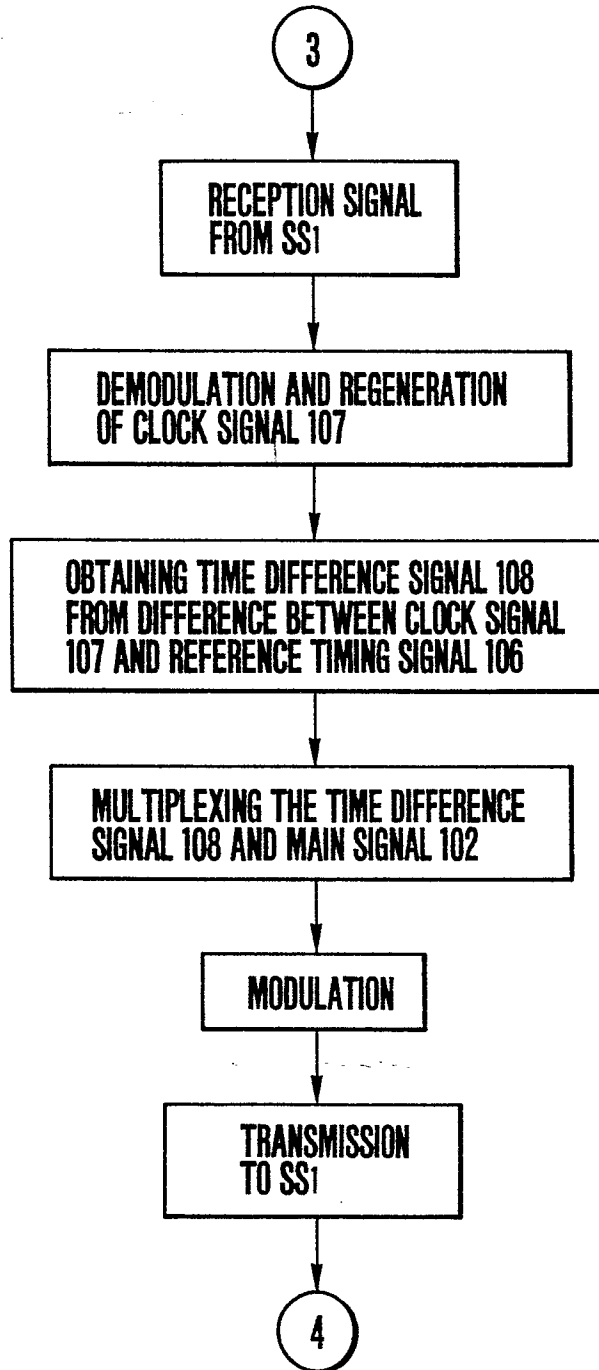 3
RECEPTION SIGNAL
FROM SS1
DEMODULATION AND REGENERATION
OF CLOCK SIGNAL 107
OBTAINING TIME DIFFERENCE SIGNAL 108
FROM DIFFERENCE BETWEEN CLOCK SIGNAL
107 AND REFERENCE TIMING SIGNAL 106
MULTIPLEXING THE TIME DIFFERENCE
SIGNAL 108 AND MAIN SIGNAL 102
MODULATION
TRANSMISSION
TO SS1
4